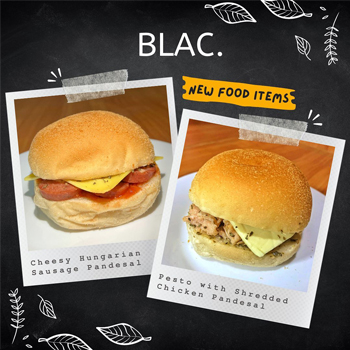 BLAC.
NEW FOOD ITEMS
Cheesy Hungarian
Sausage Pandesal
Pesto with Shredded
Chicken Pandesal